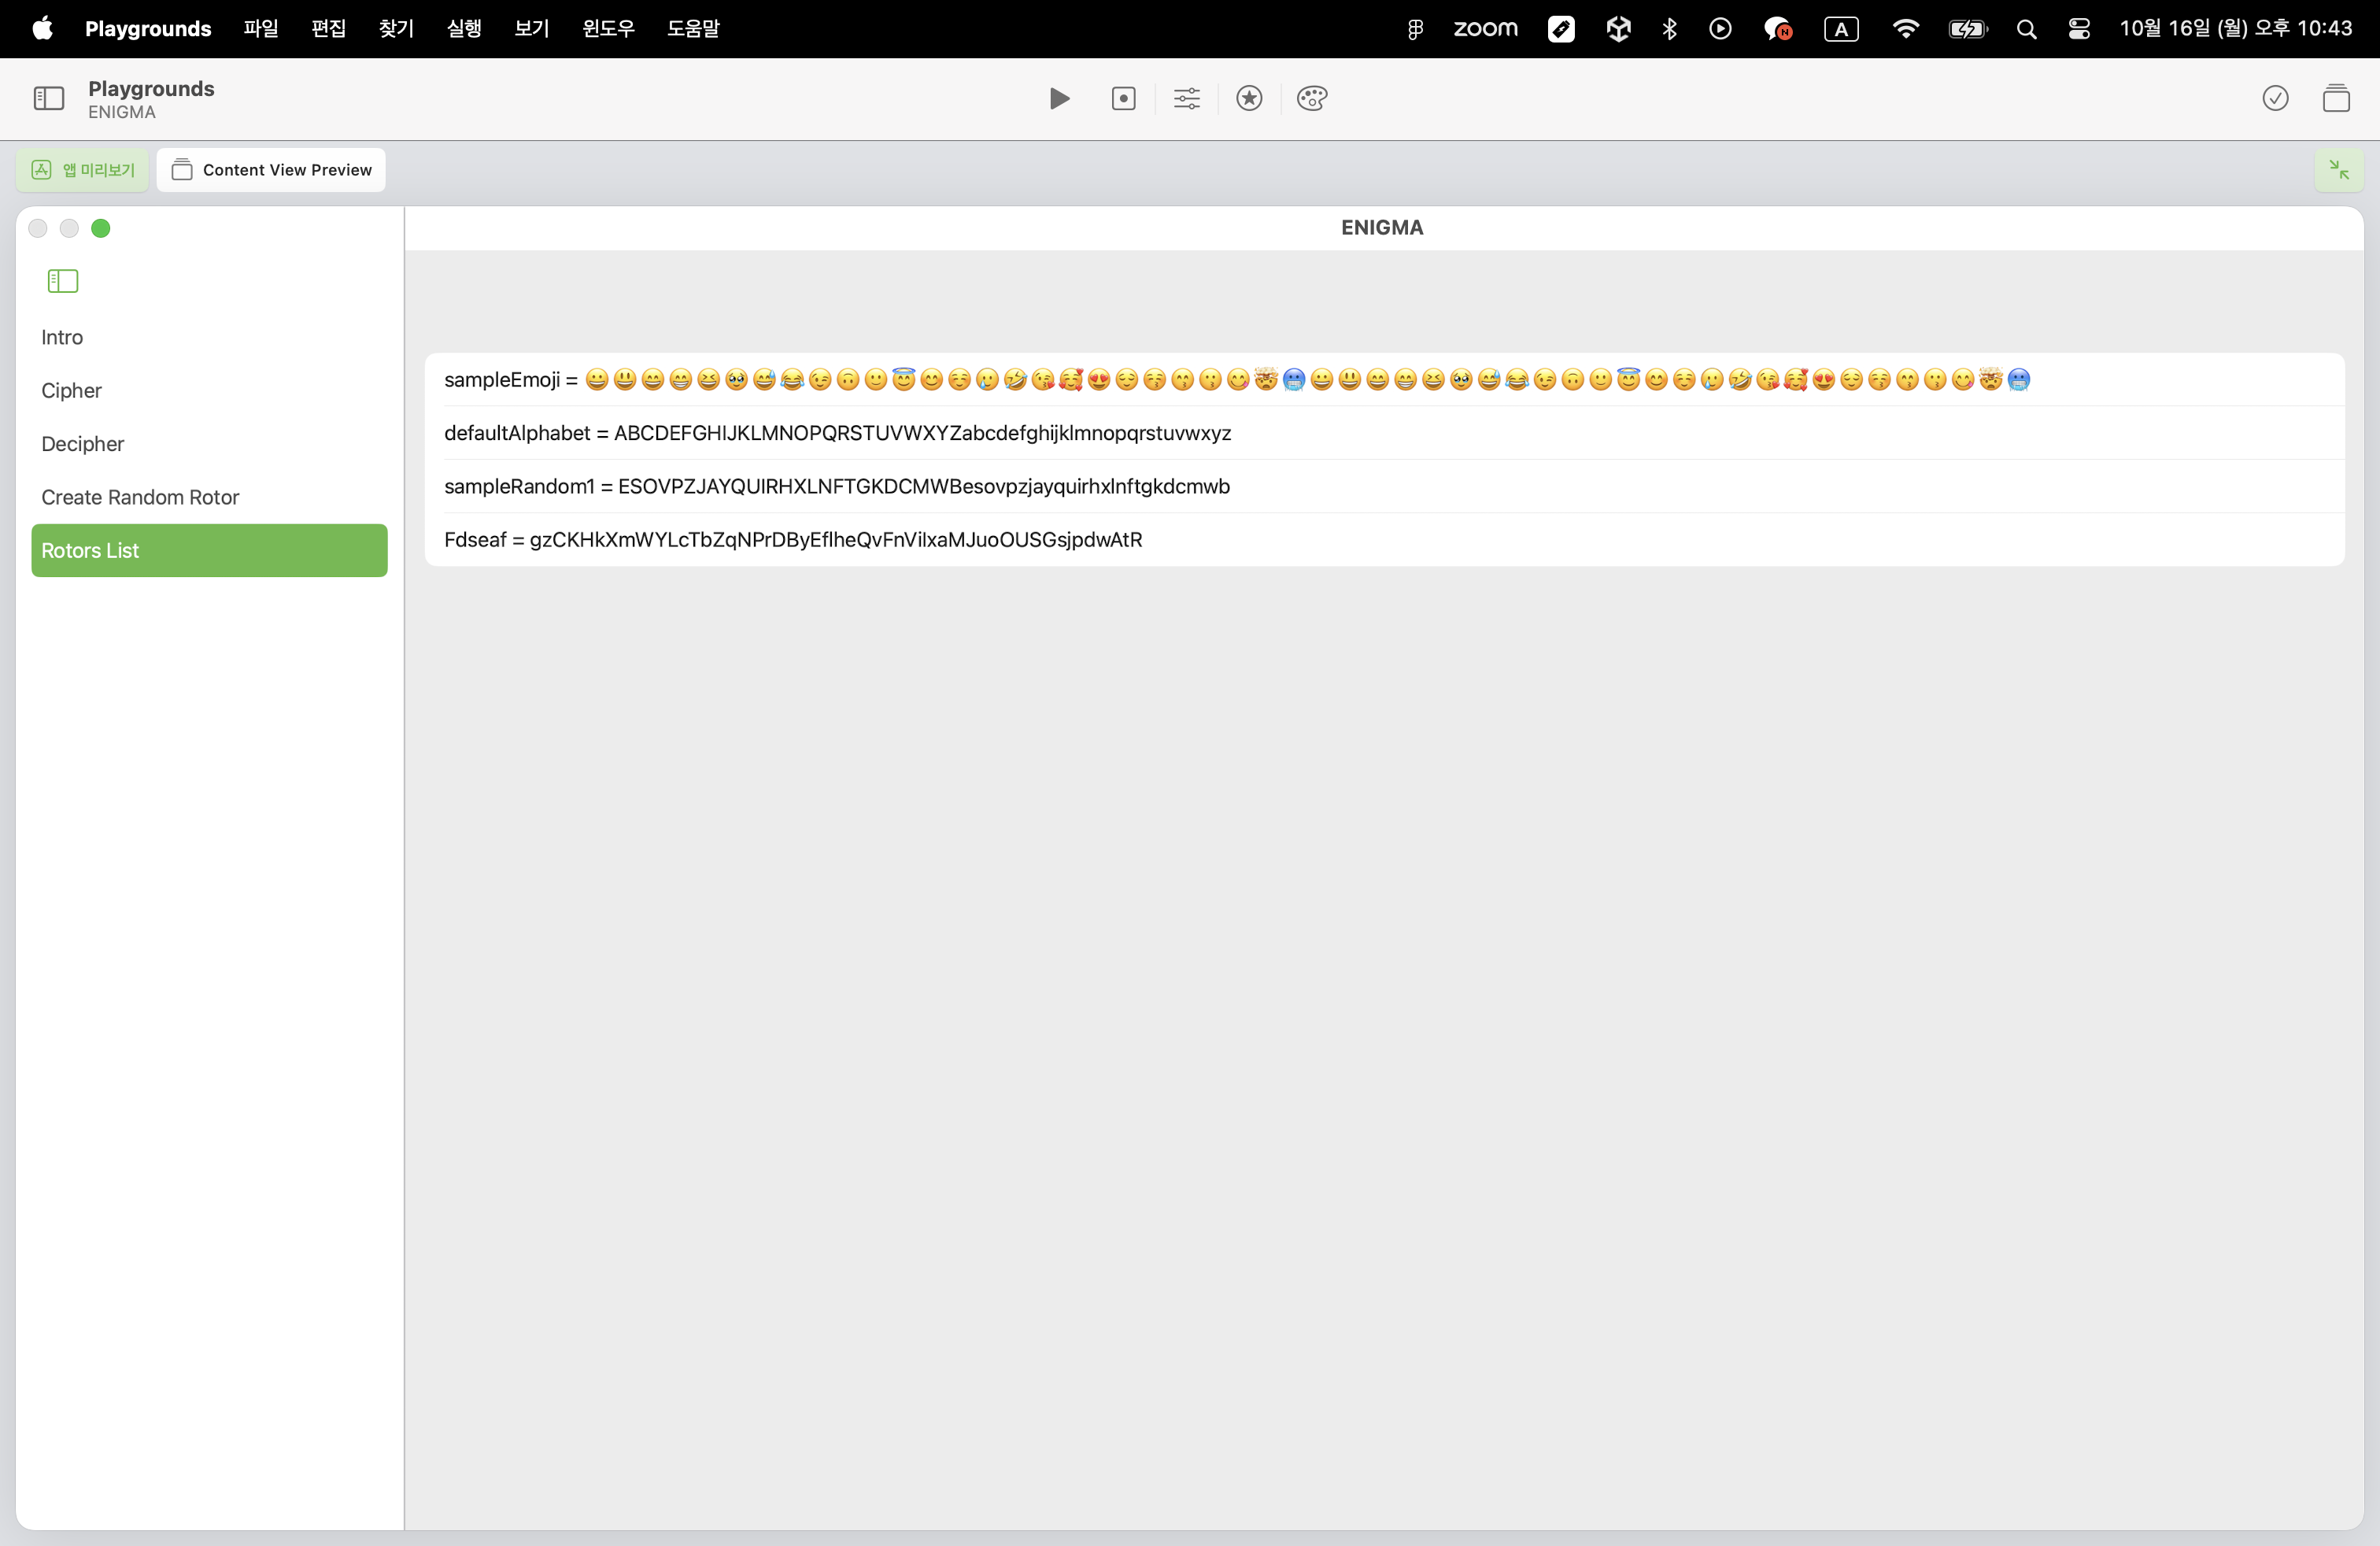 Playgrounds 파일 편집 찾기 실행 보기 윈도우 도움말 zoom A 10월 16일 (월) 오후 10:43
Playgrounds
ENIGMA
앱 미리보기 Content View Preview
ENIGMA
Intro
Cipher
Decipher
Create Random Rotor
Rotors List
sampleEmoji = 😀😃😄😁😆🥹😅😂😉🙃🙂😇😊☺️🥲🤣😘🥰😍😌😚😙😗😋🤯🥶😀😃😄😁😆🥹😅😂😉🙃🙂😇😊☺️🥲🤣😘🥰😍😌😚😙😗😋🤯🥶
defaultAlphabet = ABCDEFGHIJKLMNOPQRSTUVWXYZabcdefghijklmnopqrstuvwxyz
sampleRandom1 = ESOVPZJAYQUIRHXLNFTGKDCMWBesovpzjayquirhxlnftgkdcmwb
Fdseaf = gzCKHkXmWYLcTbZqNPrDByEfIheQvFnVilxaMJuoOUSGsjpdwAtR